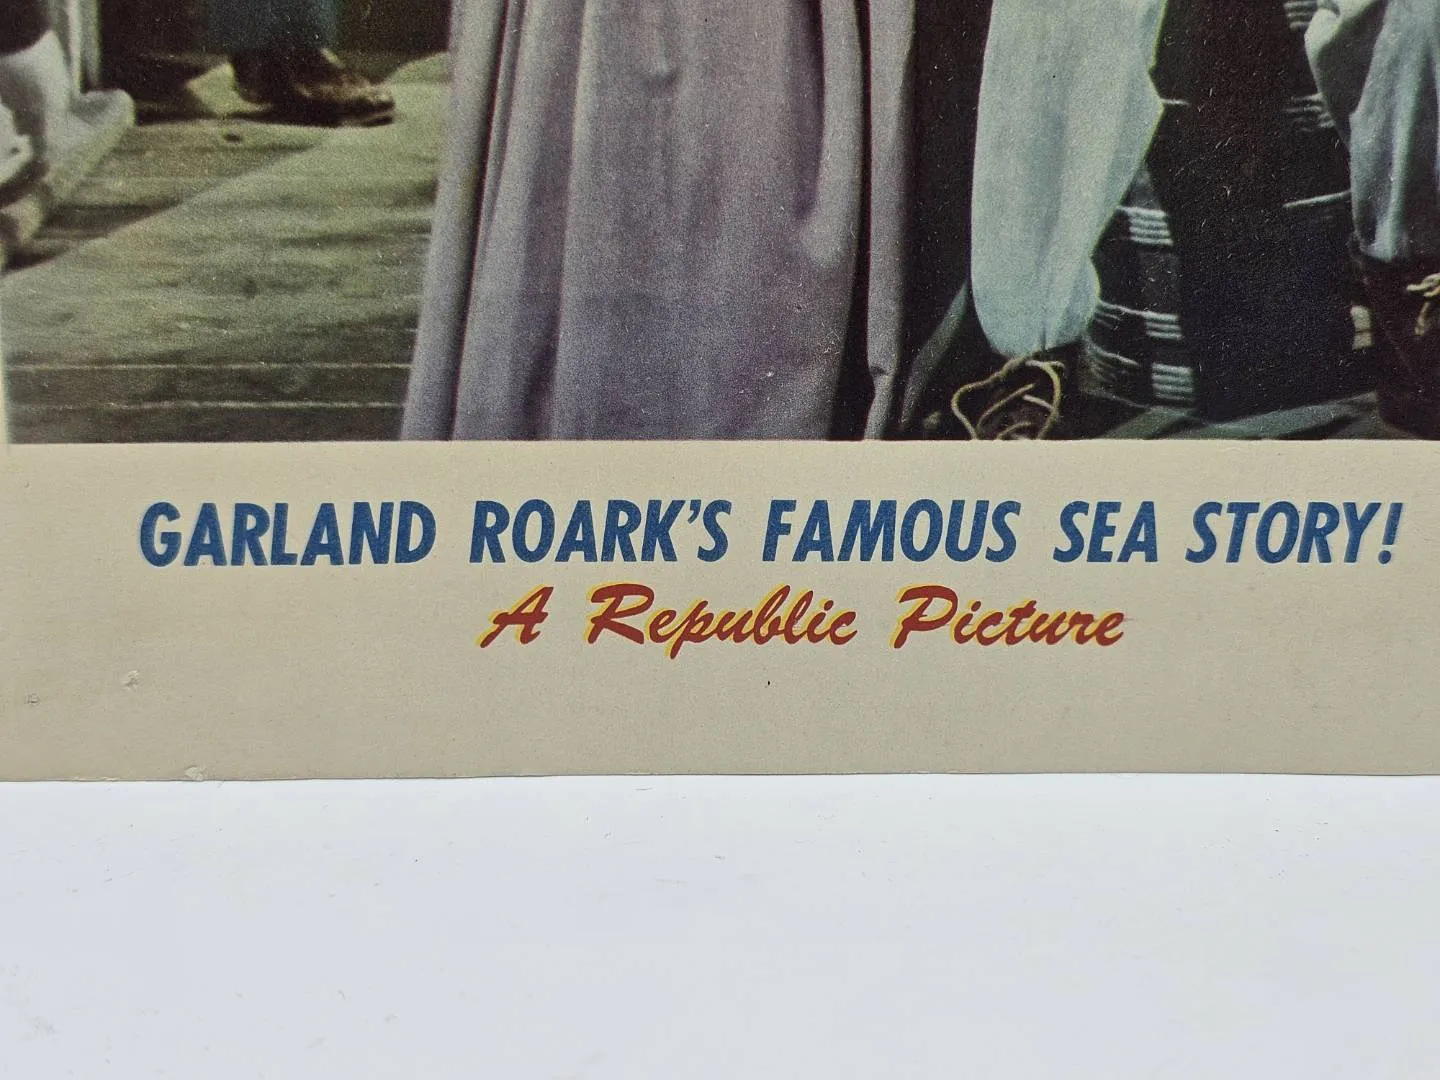 GARLAND ROARK'S FAMOUS SEA STORY!
A Republic Picture